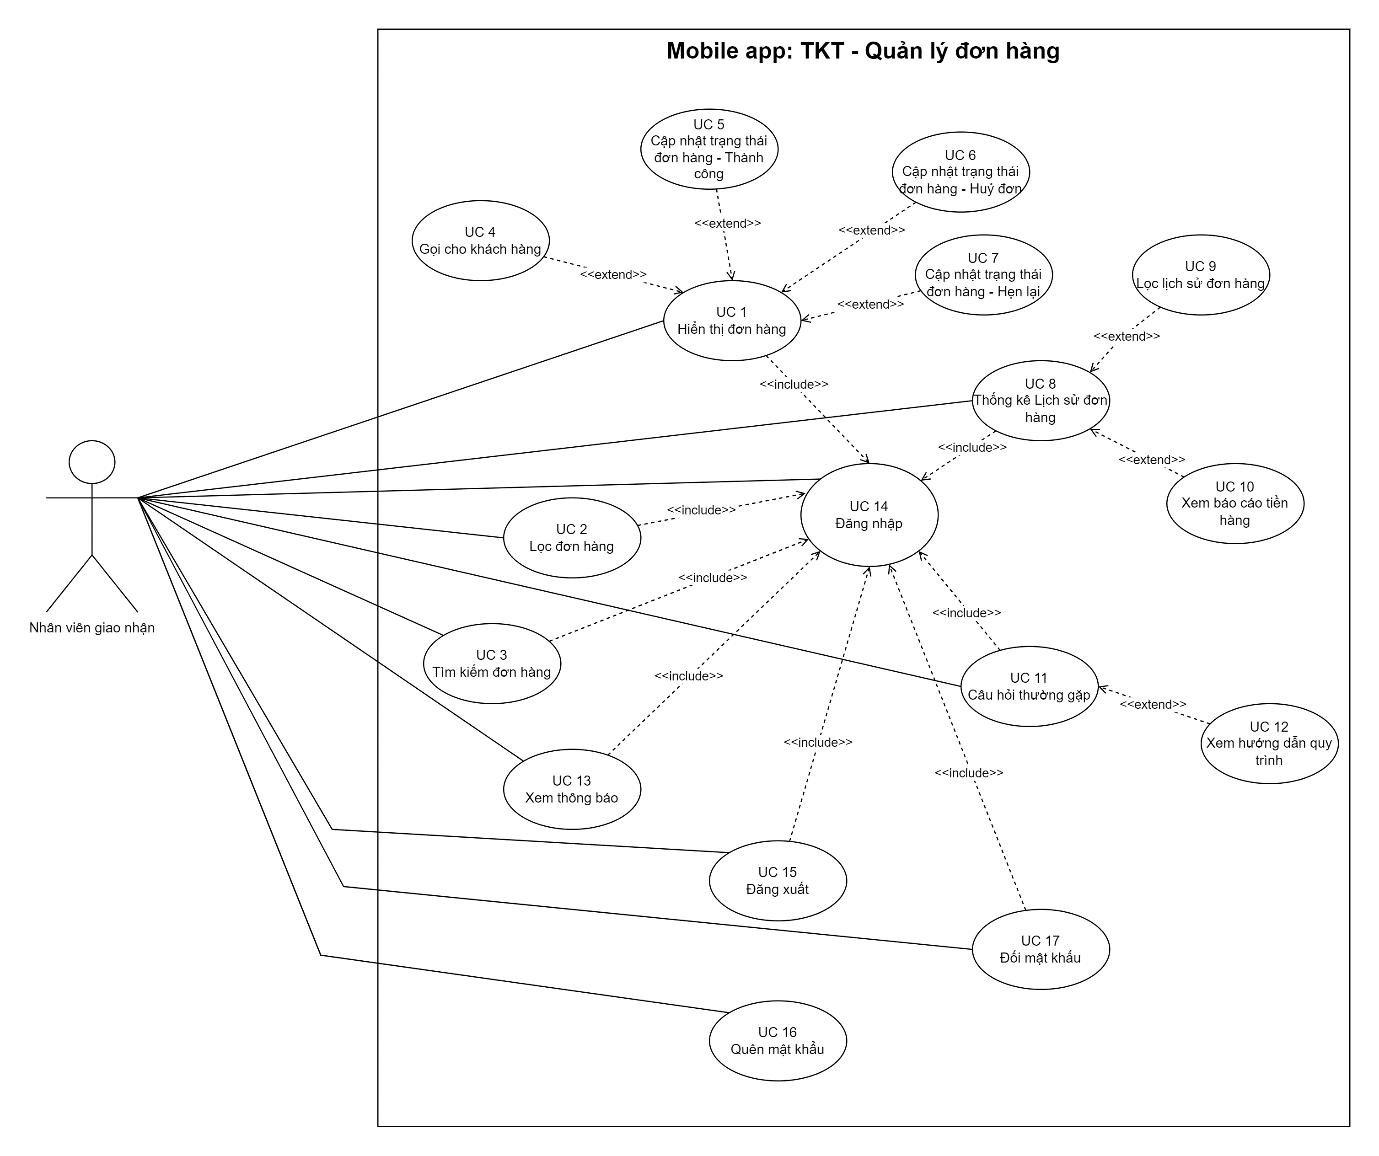 Mobile app: TKT - Quản lý đơn hàng
UC 5
Cập nhật trạng thái
đơn hàng - Thành
công
UC 6
Cập nhật trạng thái
đơn hàng - Huỷ đơn
<<extend>>
<<extend>>
UC 4
Gọi cho khách hàng
<<extend>>
UC 7
Cập nhật trạng thái
đơn hàng - Hẹn lại
<<extend>>
UC 9
Lọc lịch sử đơn hàng
UC 1
Hiển thị đơn hàng
<<extend>>
<<include>>
UC 8
Thống kê Lịch sử đơn
hàng
<<include>>
<<extend>>
UC 10
Xem báo cáo tiền
hàng
UC 14
Đăng nhập
<<include>>
UC 2
Lọc đơn hàng
<<include>>
<<include>>
Nhân viên giao nhận
UC 3
Tìm kiếm đơn hàng
<<include>>
UC 11
Câu hỏi thường gặp
<<extend>>
UC 12
Xem hướng dẫn quy
trình
<<include>>
<<include>>
UC 13
Xem thông báo
UC 15
Đăng xuất
UC 17
Đổi mật khẩu
UC 16
Quên mật khẩu